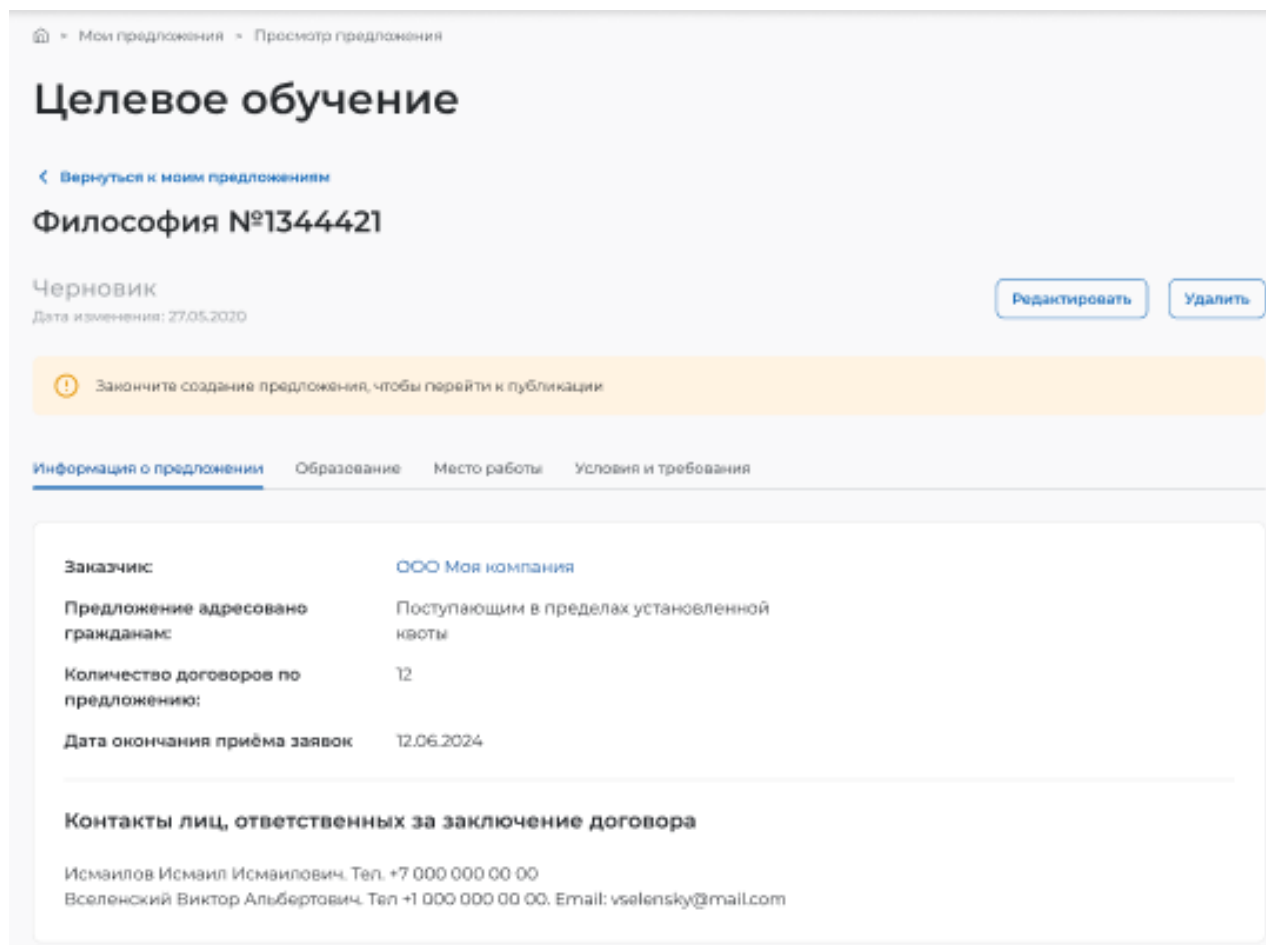 Мои предложения Просмотр предложения
Целевое обучение
Вернуться к моим предложениям
Философия №1344421
Черновик
Дата изменения: 27.05.2020
Редактировать Удалить
Закончите создание предложения, чтобы перейти к публикации
Информация о предложении Образование Место работы Условия и требования
Заказчик: ООО Моя компания
Предложение адресовано Поступающим в пределах установленной
гражданам: квоты
Количество договоров по 12
предложению:
Дата окончания приёма заявок 12.06.2024
Контакты лиц, ответственных за заключение договора
Исмаилов Исмаил Исмаилович. Тел. +7 000 000 00 00
Вселенский Виктор Альбертович. Тел +1 000 000 00 00. Email: vselensky@mail.com